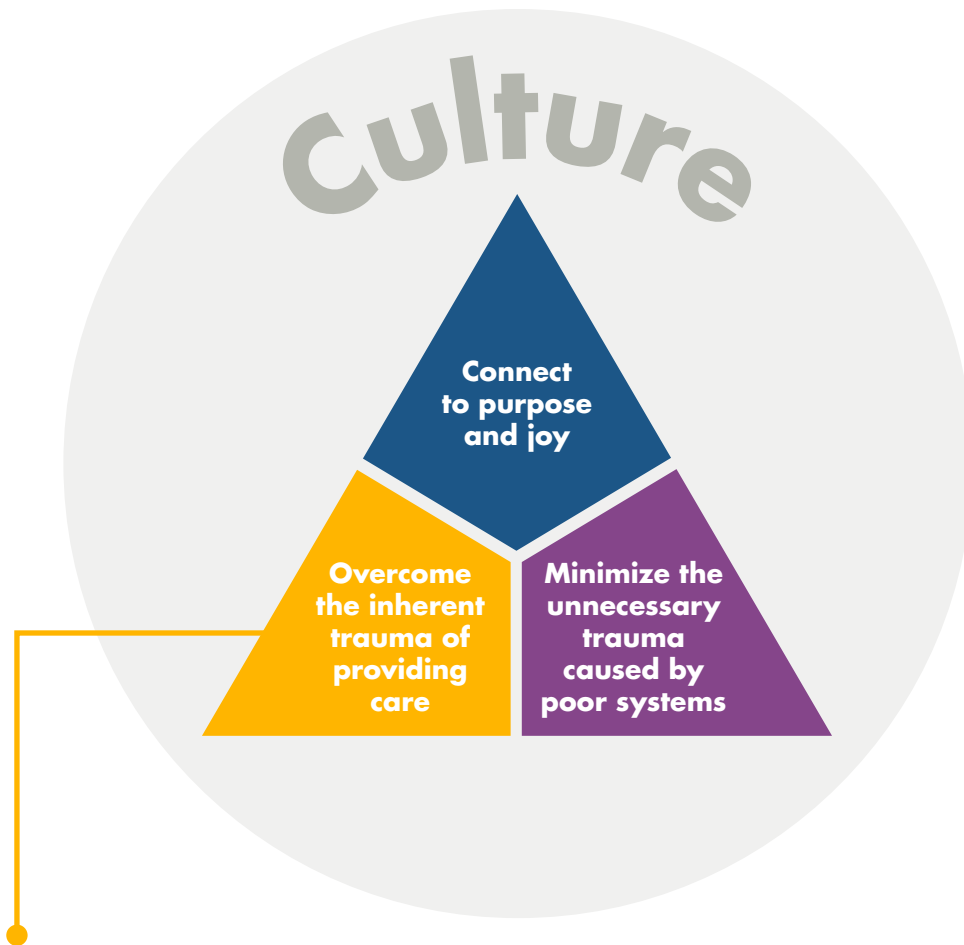 Culture
Connect
to purpose
and joy
Overcome
the inherent
trauma of
providing
care
Minimize the
unnecessary
trauma
caused by
poor systems